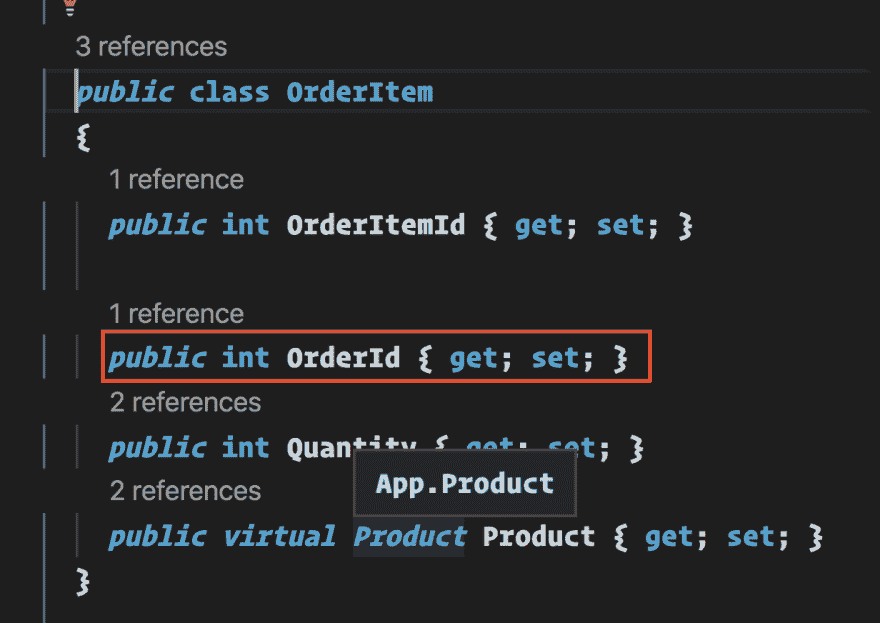 3 references
public class OrderItem
{
1 reference
public int OrderItemId { get; set; }
1 reference
public int OrderId { get; set; }
2 references
public int Quantity { get; set; }
App.Product
2 references
public virtual Product Product { get; set; }
}